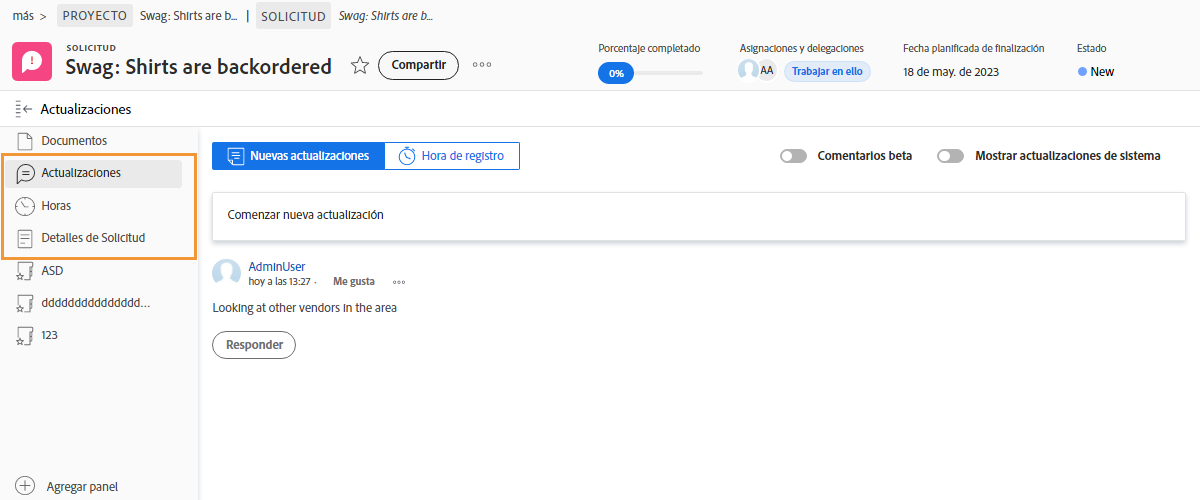 más > PROYECTO Swag: Shirts are b... | SOLICITUD Swag: Shirts are b...
SOLICITUD
Swag: Shirts are backordered
Compartir
Porcentaje completado
0%
Asignaciones y delegaciones
AA Trabajar en ello
Fecha planificada de finalización
18 de may. de 2023
Estado
New
Actualizaciones
Documentos
Actualizaciones
Horas
Detalles de Solicitud
ASD
ddddddddddddddd...
123
Agregar panel
Nuevas actualizaciones Hora de registro
Comentarios beta Mostrar actualizaciones de sistema
Comenzar nueva actualización
AdminUser
hoy a las 13:27 · Me gusta
Looking at other vendors in the area
Responder